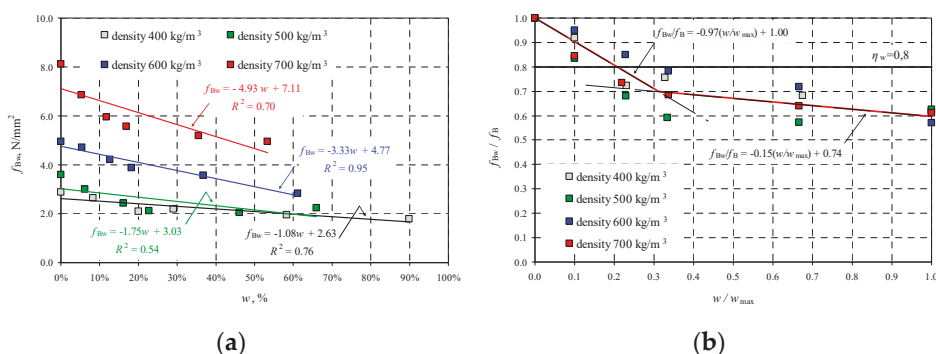 10.0
8.0
6.0
4.0
2.0
0.0
f_Bw, N/mm²
density 400 kg/m³
density 500 kg/m³
density 600 kg/m³
density 700 kg/m³
f_Bw = - 4.93 w + 7.11
R² = 0.70
f_Bw = -3.33 w + 4.77
R² = 0.95
f_Bw = -1.75w + 3.03
R² = 0.54
f_Bw = -1.08w + 2.63
R² = 0.76
0% 10% 20% 30% 40% 50% 60% 70% 80% 90% 100%
w, %
(a)
1.0
0.9
0.8
0.7
0.6
0.5
0.4
0.3
0.2
0.1
0.0
f_Bw / f_B
f_Bw/f_B = -0.97(w/w_max) + 1.00
η_w=0,8
f_Bw/f_B = -0.15(w/w_max) + 0.74
density 400 kg/m³
density 500 kg/m³
density 600 kg/m³
density 700 kg/m³
0.0 0.1 0.2 0.3 0.4 0.5 0.6 0.7 0.8 0.9 1.0
w / w_max
(b)